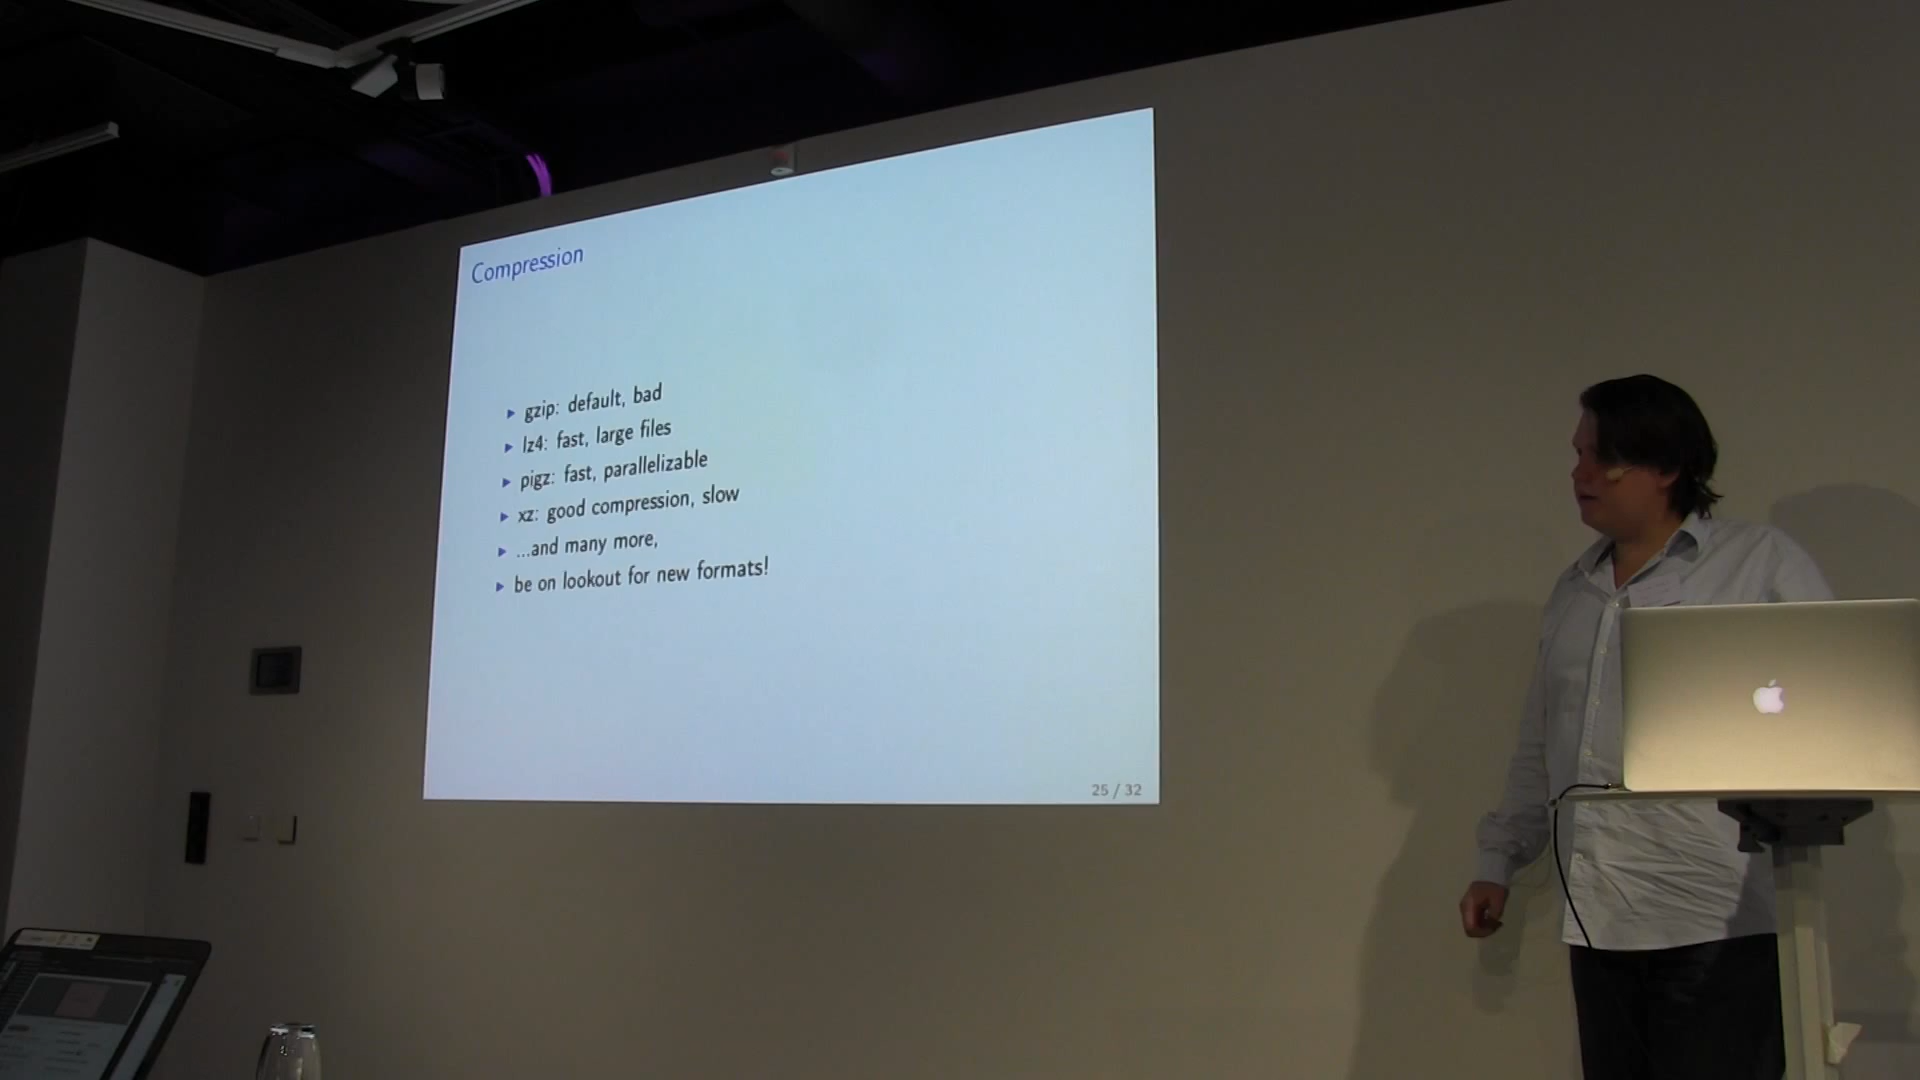 Compression
gzip: default, bad
lz4: fast, large files
pigz: fast, parallelizable
xz: good compression, slow
...and many more,
be on lookout for new formats!
25 / 32